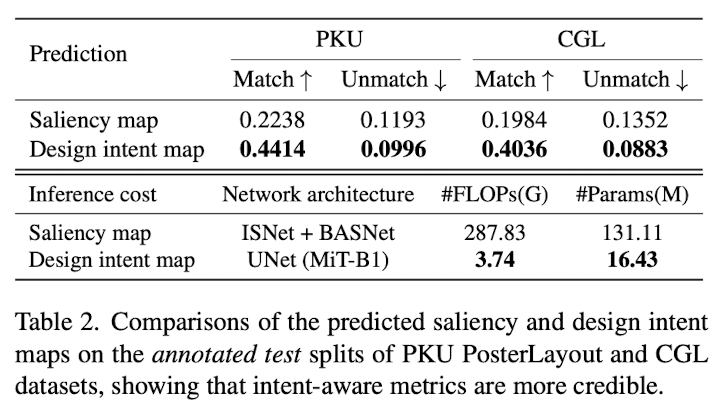 Prediction PKU CGL
Match ↑ Unmatch ↓ Match ↑ Unmatch ↓
Saliency map 0.2238 0.1193 0.1984 0.1352
Design intent map 0.4414 0.0996 0.4036 0.0883
Inference cost Network architecture #FLOPs(G) #Params(M)
Saliency map ISNet + BASNet 287.83 131.11
Design intent map UNet (MiT-B1) 3.74 16.43
Table 2. Comparisons of the predicted saliency and design intent
maps on the annotated test splits of PKU PosterLayout and CGL
datasets, showing that intent-aware metrics are more credible.